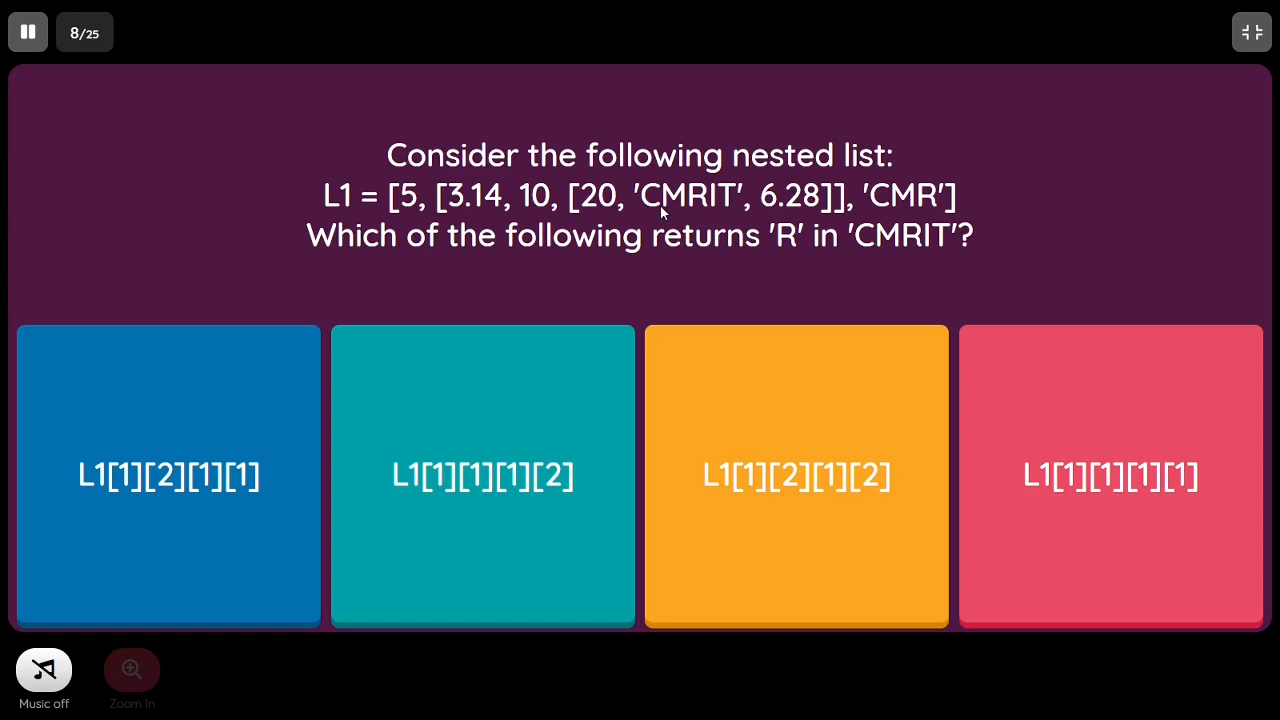 8/25
Consider the following nested list:
L1 = [5, [3.14, 10, [20, 'CMRIT', 6.28]], 'CMR']
Which of the following returns 'R' in 'CMRIT'?
L1[1][2][1][1]
L1[1][1][1][2]
L1[1][2][1][2]
L1[1][1][1][1]
Music off
Zoom In